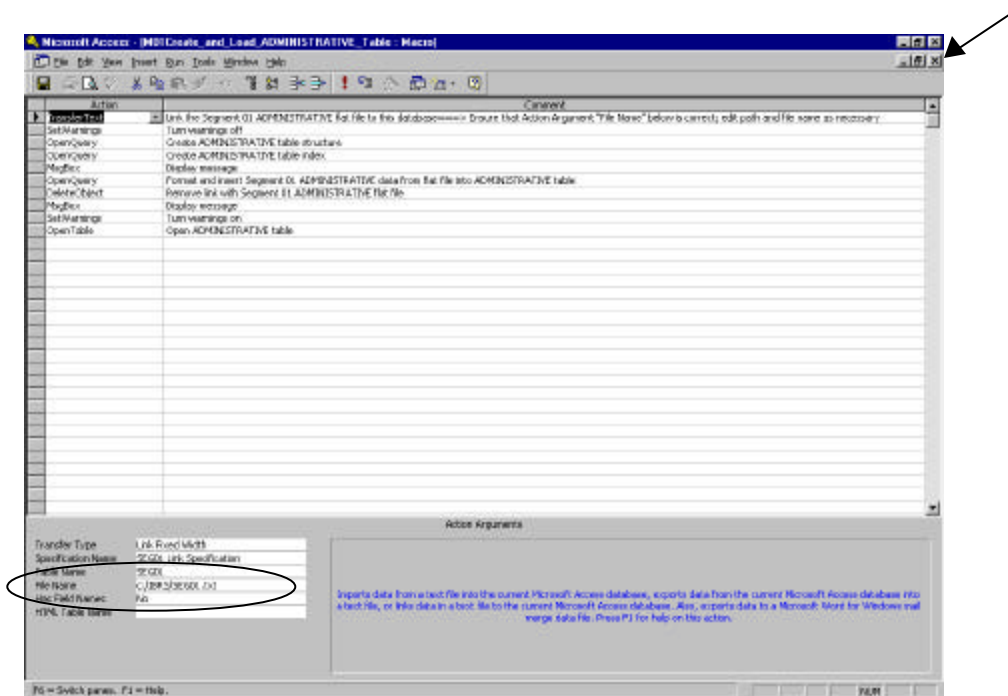 Microsoft Access - [M01Create_and_Load_ADMINISTRATIVE_Table : Macro]
File Edit View Insert Run Tools Window Help
Action Comment
TransferText Link the Segment 01 ADMINISTRATIVE flat file to this database====> Ensure that Action Argument "File Name" below is correct; edit path and file name as necessary
SetWarnings Turn warnings off
OpenQuery Create ADMINISTRATIVE table structure
OpenQuery Create ADMINISTRATIVE table index
MsgBox Display message
OpenQuery Format and insert Segment 01 ADMINISTRATIVE data from flat file into ADMINISTRATIVE table
DeleteObject Remove link with Segment 01 ADMINISTRATIVE flat file
MsgBox Display message
SetWarnings Turn warnings on
OpenTable Open ADMINISTRATIVE table
Action Arguments
Transfer Type Link Fixed Width
Specification Name SEG01 Link Specification
Table Name SEG01
File Name
Has Field Names No
HTML Table Name
Imports data from a text file into the current Microsoft Access database, exports data from the current Microsoft Access database into
a text file, or links data in a text file to the current Microsoft Access database. Also, exports data to a Microsoft Word for Windows mail
merge data file. Press F1 for help on this action.
F6 = Switch panes. F1 = Help. NUM